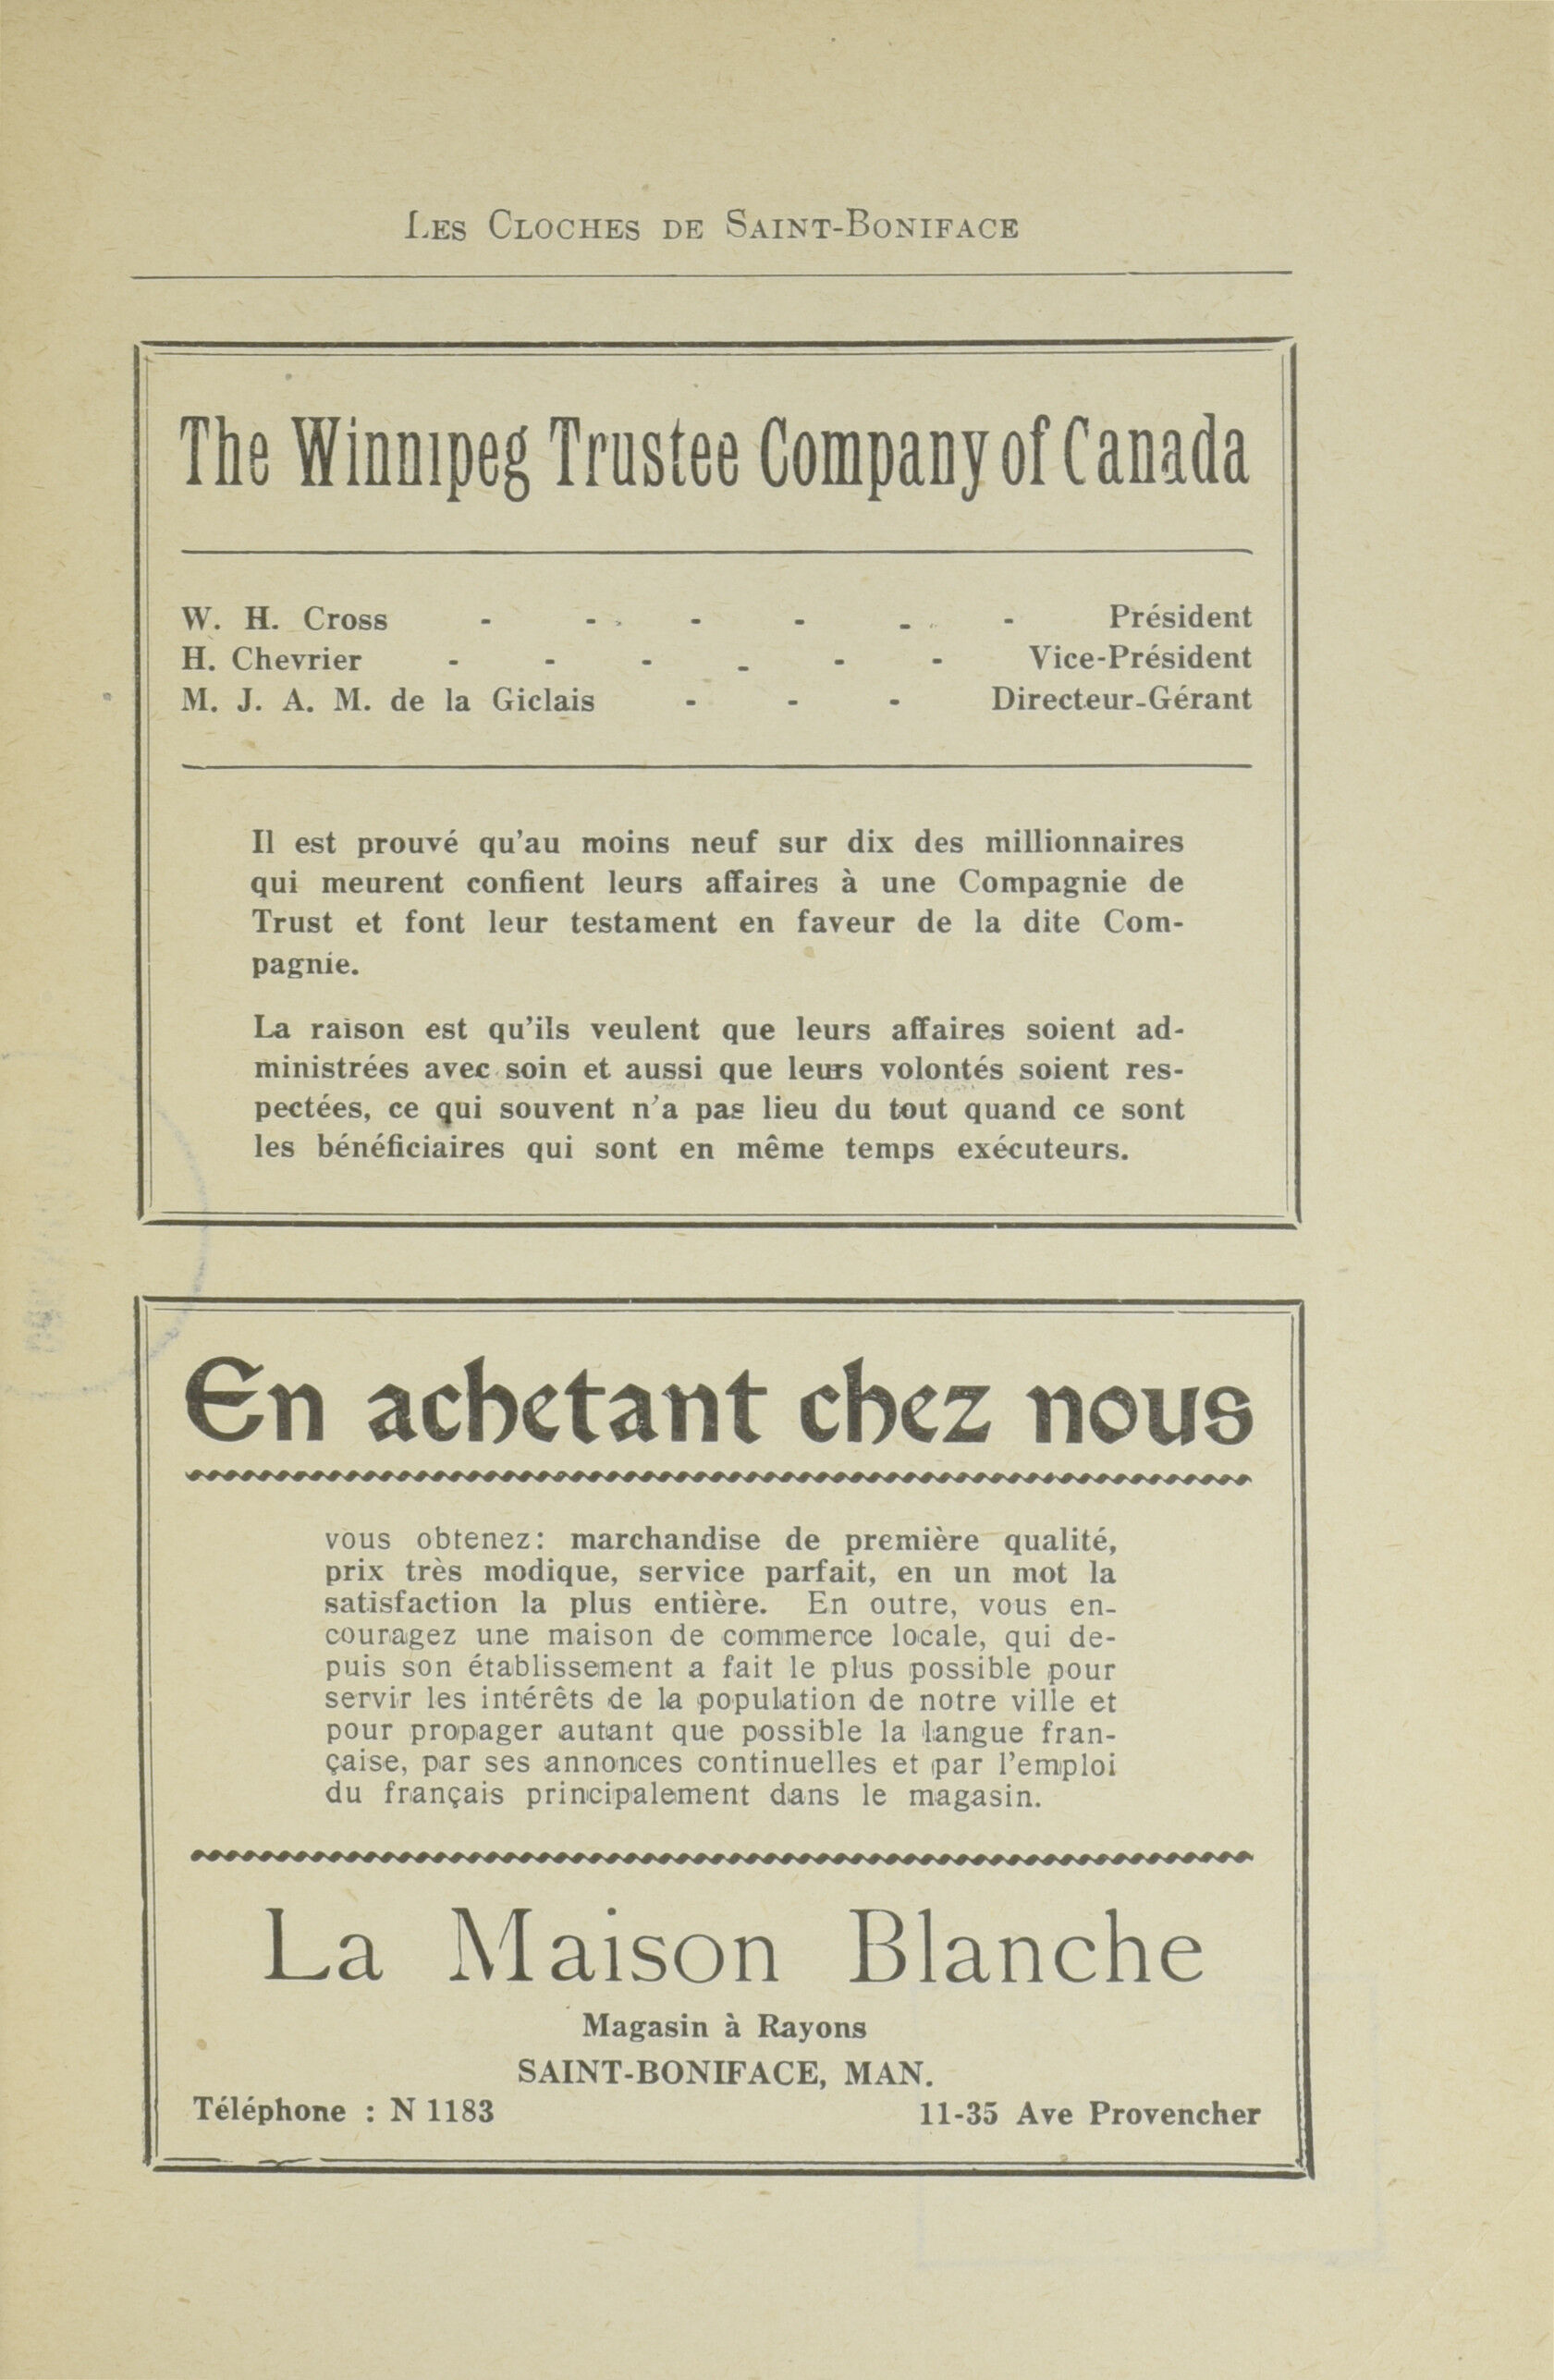 LES CLOCHES DE SAINT-BONIFACE
The Winnipeg Trustee Company of Canada
W. H. Cross - - - - - - Président
H. Chevrier - - - - - - Vice-Président
M. J. A. M. de la Giclais - - - Directeur-Gérant
Il est prouvé qu'au moins neuf sur dix des millionnaires
qui meurent confient leurs affaires à une Compagnie de
Trust et font leur testament en faveur de la dite Com-
pagnie.
La raison est qu'ils veulent que leurs affaires soient ad-
ministrées avec soin et aussi que leurs volontés soient res-
pectées, ce qui souvent n'a pas lieu du tout quand ce sont
les bénéficiaires qui sont en même temps exécuteurs.
En achetant chez nous
vous obtenez: marchandise de première qualité,
prix très modique, service parfait, en un mot la
satisfaction la plus entière. En outre, vous en-
couragez une maison de commerce locale, qui de-
puis son établissement a fait le plus possible pour
servir les intérêts de la population de notre ville et
pour propager autant que possible la langue fran-
çaise, par ses annonces continuelles et par l'emploi
du français principalement dans le magasin.
La Maison Blanche
Magasin à Rayons
SAINT-BONIFACE, MAN.
Téléphone : N 1183 11-35 Ave Provencher